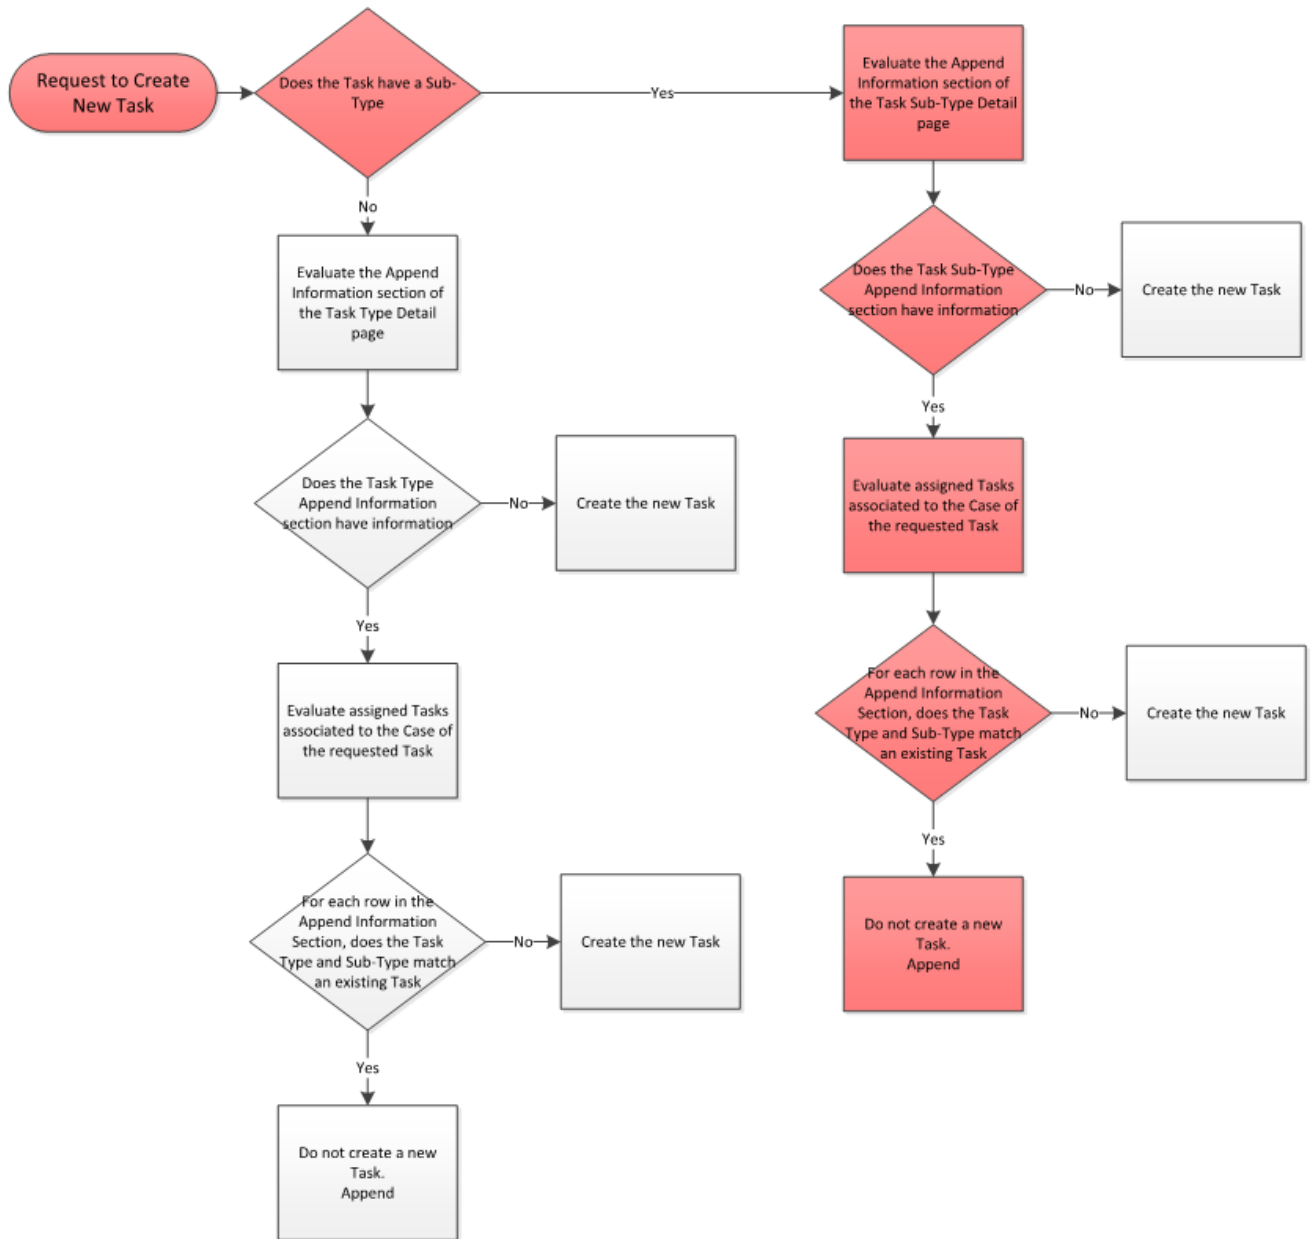 Request to Create
New Task
Does the Task have a Sub-
Type
Yes
Evaluate the Append
Information section of
the Task Sub-Type Detail
page
No
Evaluate the Append
Information section of
the Task Type Detail
page
Does the Task Sub-Type
Append Information
section have information
No
Create the new Task
Yes
Does the Task Type
Append Information
section have information
No
Create the new Task
Evaluate assigned Tasks
associated to the Case of
the requested Task
Yes
Evaluate assigned Tasks
associated to the Case of
the requested Task
For each row in the
Append Information
Section, does the Task
Type and Sub-Type match
an existing Task
No
Create the new Task
Yes
For each row in the
Append Information
Section, does the Task
Type and Sub-Type match
an existing Task
No
Create the new Task
Do not create a new
Task.
Append
Yes
Do not create a new
Task.
Append